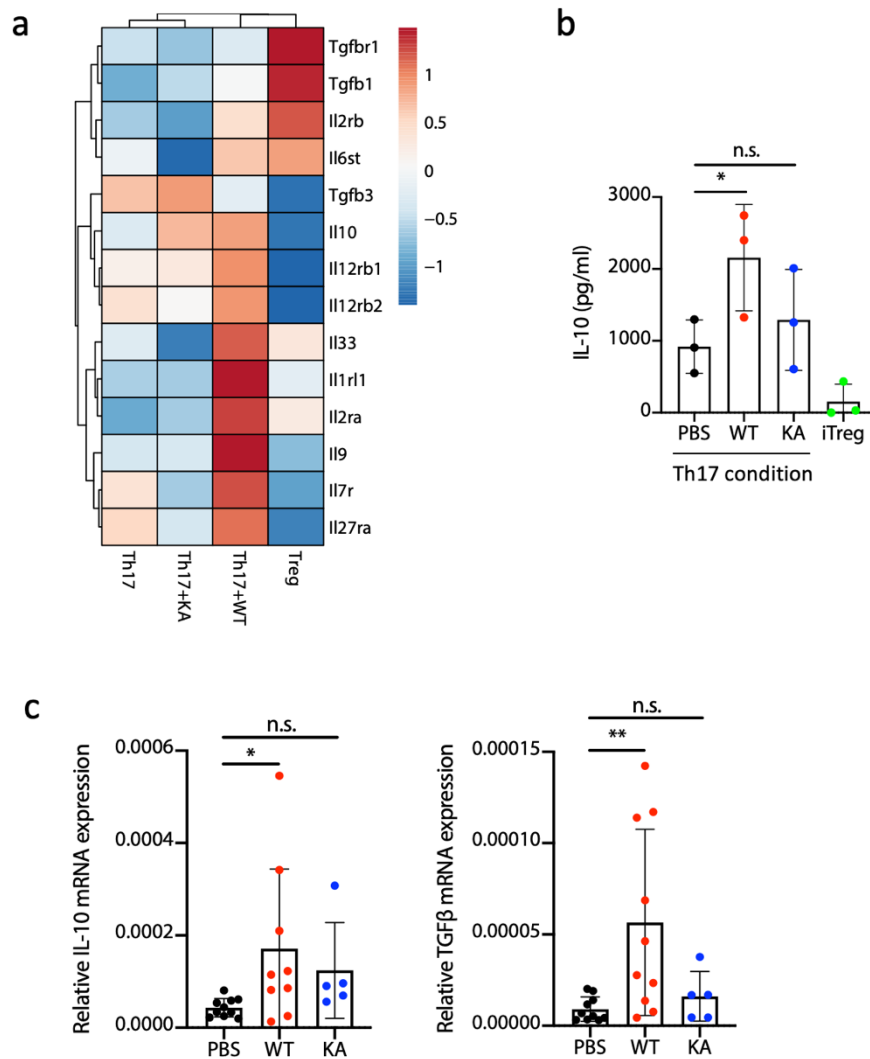 a
Tgfbr1
Tgfb1
Il2rb
Il6st
Tgfb3
Il10
Il12rb1
Il12rb2
Il33
Il1rl1
Il2ra
Il9
Il7r
Il27ra
1
0.5
0
−0.5
−1
Th17
Th17+KA
Th17+WT
Treg
b
n.s.
*
3000
2000
1000
0
IL-10 (pg/ml)
PBS WT KA iTreg
Th17 condition
c
n.s.
*
0.0006
0.0004
0.0002
0.0000
Relative IL-10 mRNA expression
PBS WT KA
n.s.
**
0.00015
0.00010
0.00005
0.00000
Relative TGFβ mRNA expression
PBS WT KA